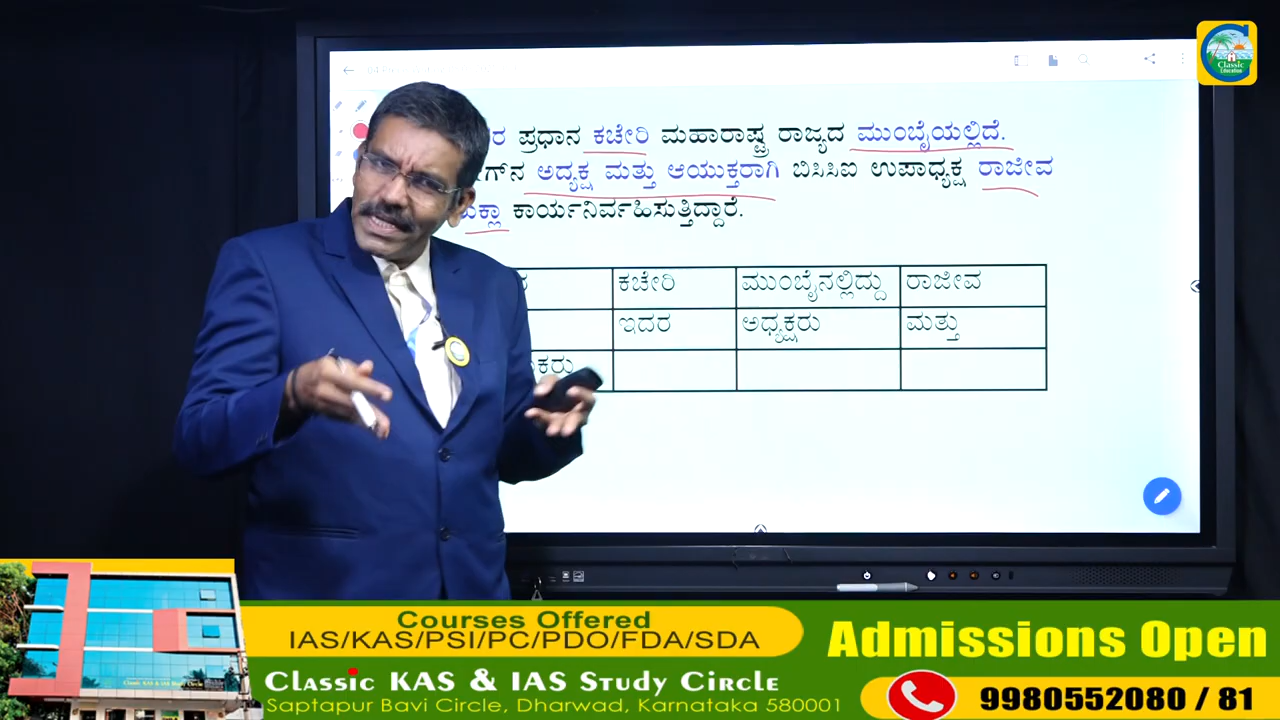 Classic
Education
ಪ್ರಧಾನ ಕಚೇರಿ ಮಹಾರಾಷ್ಟ್ರ ರಾಜ್ಯದ ಮುಂಬೈಯಲ್ಲಿದೆ.
ಅದ್ಯಕ್ಷ ಮತ್ತು ಆಯುಕ್ತರಾಗಿ ಬಿಸಿಸಿಐ ಉಪಾಧ್ಯಕ್ಷ ರಾಜೀವ
ಕಾರ್ಯನಿರ್ವಹಿಸುತ್ತಿದ್ದಾರೆ.
ಕಚೇರಿ ಮುಂಬೈನಲ್ಲಿದ್ದು ರಾಜೀವ
ಇದರ ಅಧ್ಯಕ್ಷರು ಮತ್ತು
Courses Offered
IAS/KAS/PSI/PC/PDO/FDA/SDA
Classic KAS & IAS Study Circle
Saptapur Bavi Circle, Dharwad, Karnataka 580001
Admissions Open
9980552080 / 81